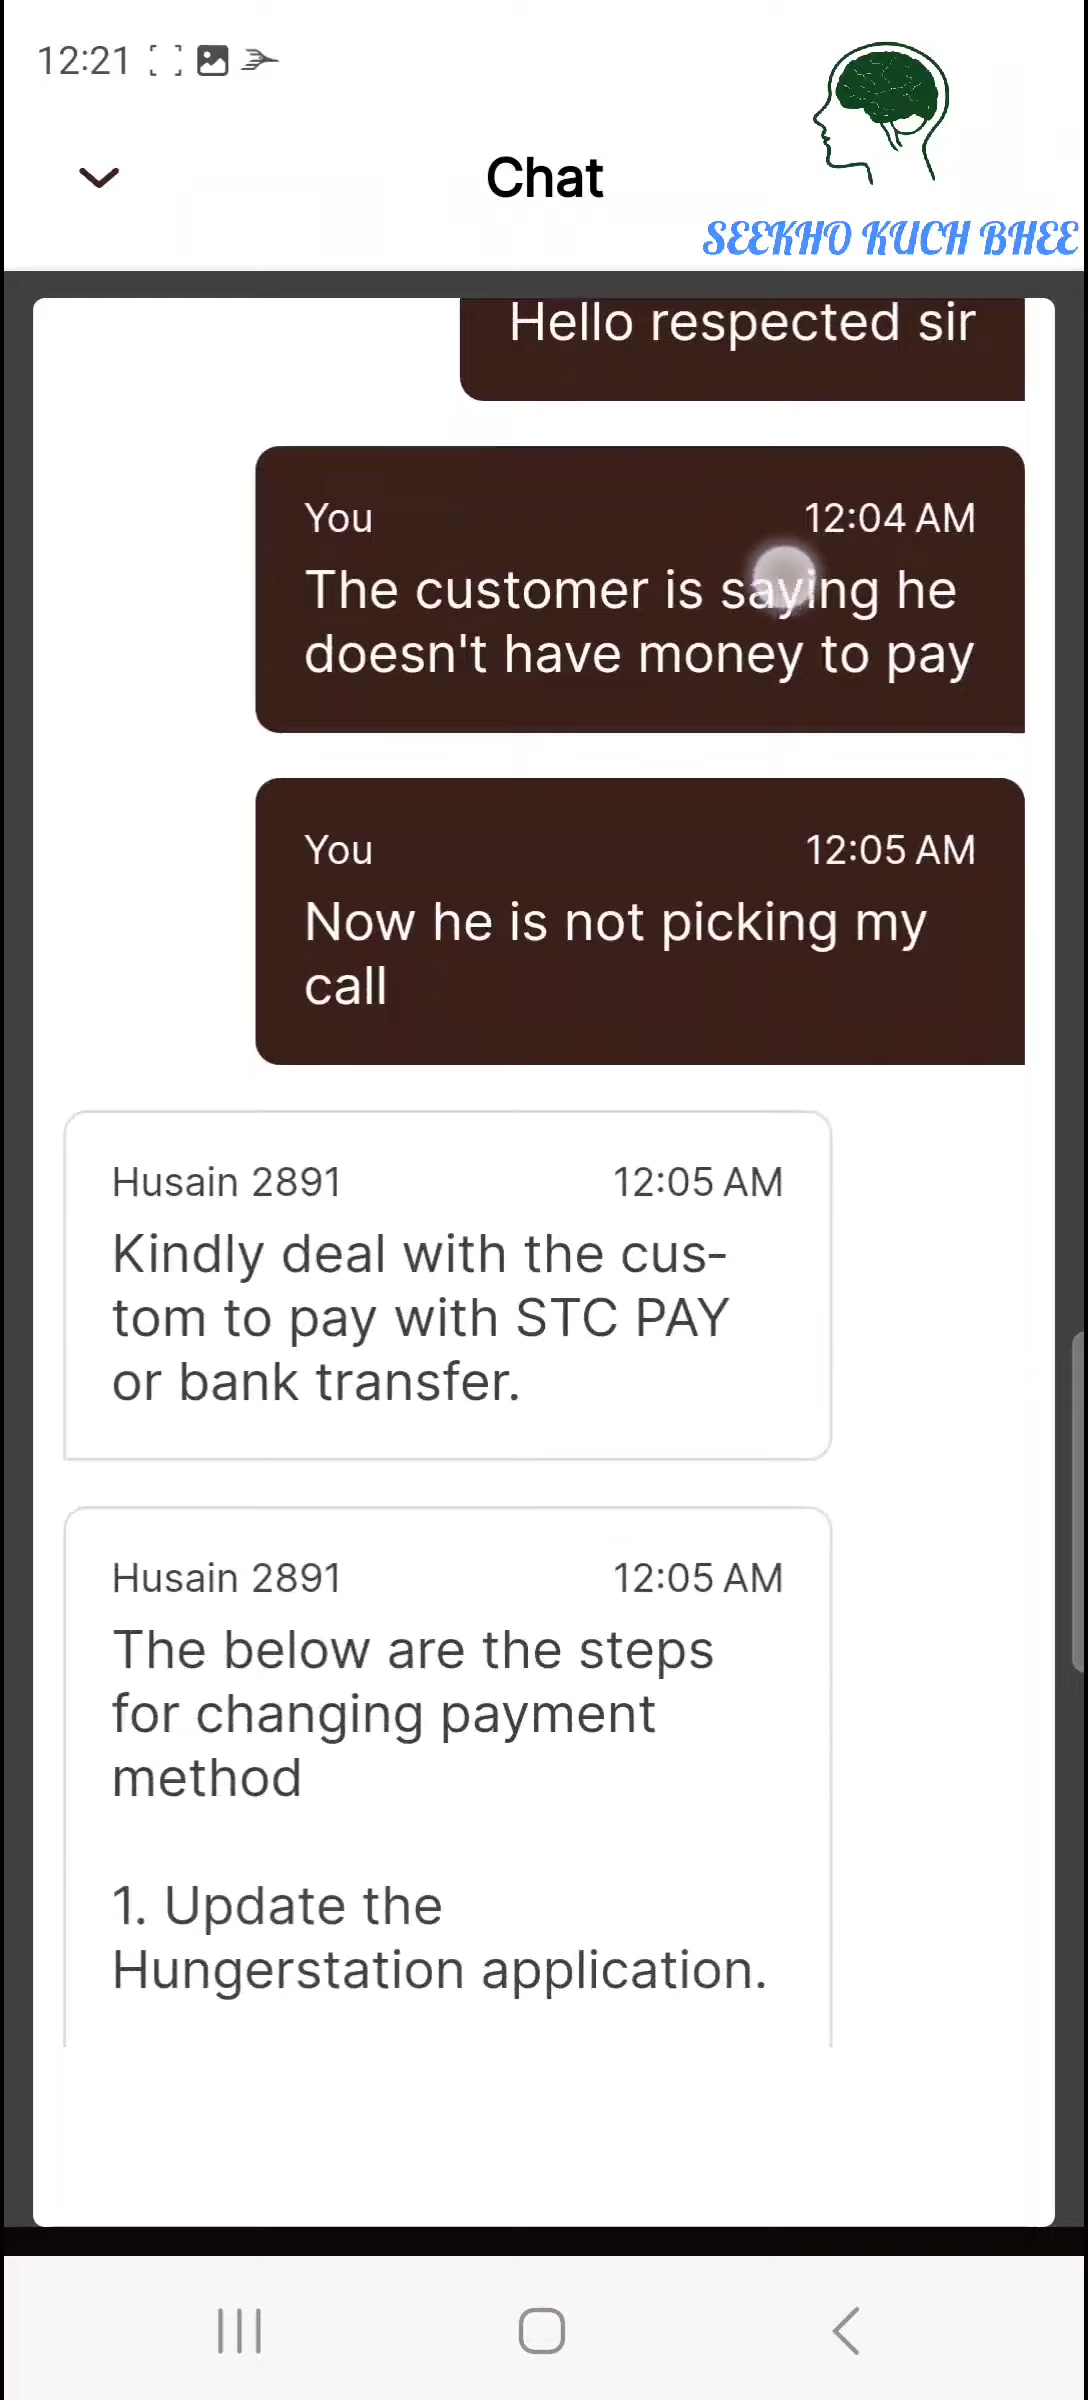 12:21
Chat
SEEKHO KUCH BHEE
Hello respected sir
You 12:04 AM
The customer is saying he
doesn't have money to pay
You 12:05 AM
Now he is not picking my
call
Husain 2891 12:05 AM
Kindly deal with the cus-
tom to pay with STC PAY
or bank transfer.
Husain 2891 12:05 AM
The below are the steps
for changing payment
method
1. Update the
Hungerstation application.